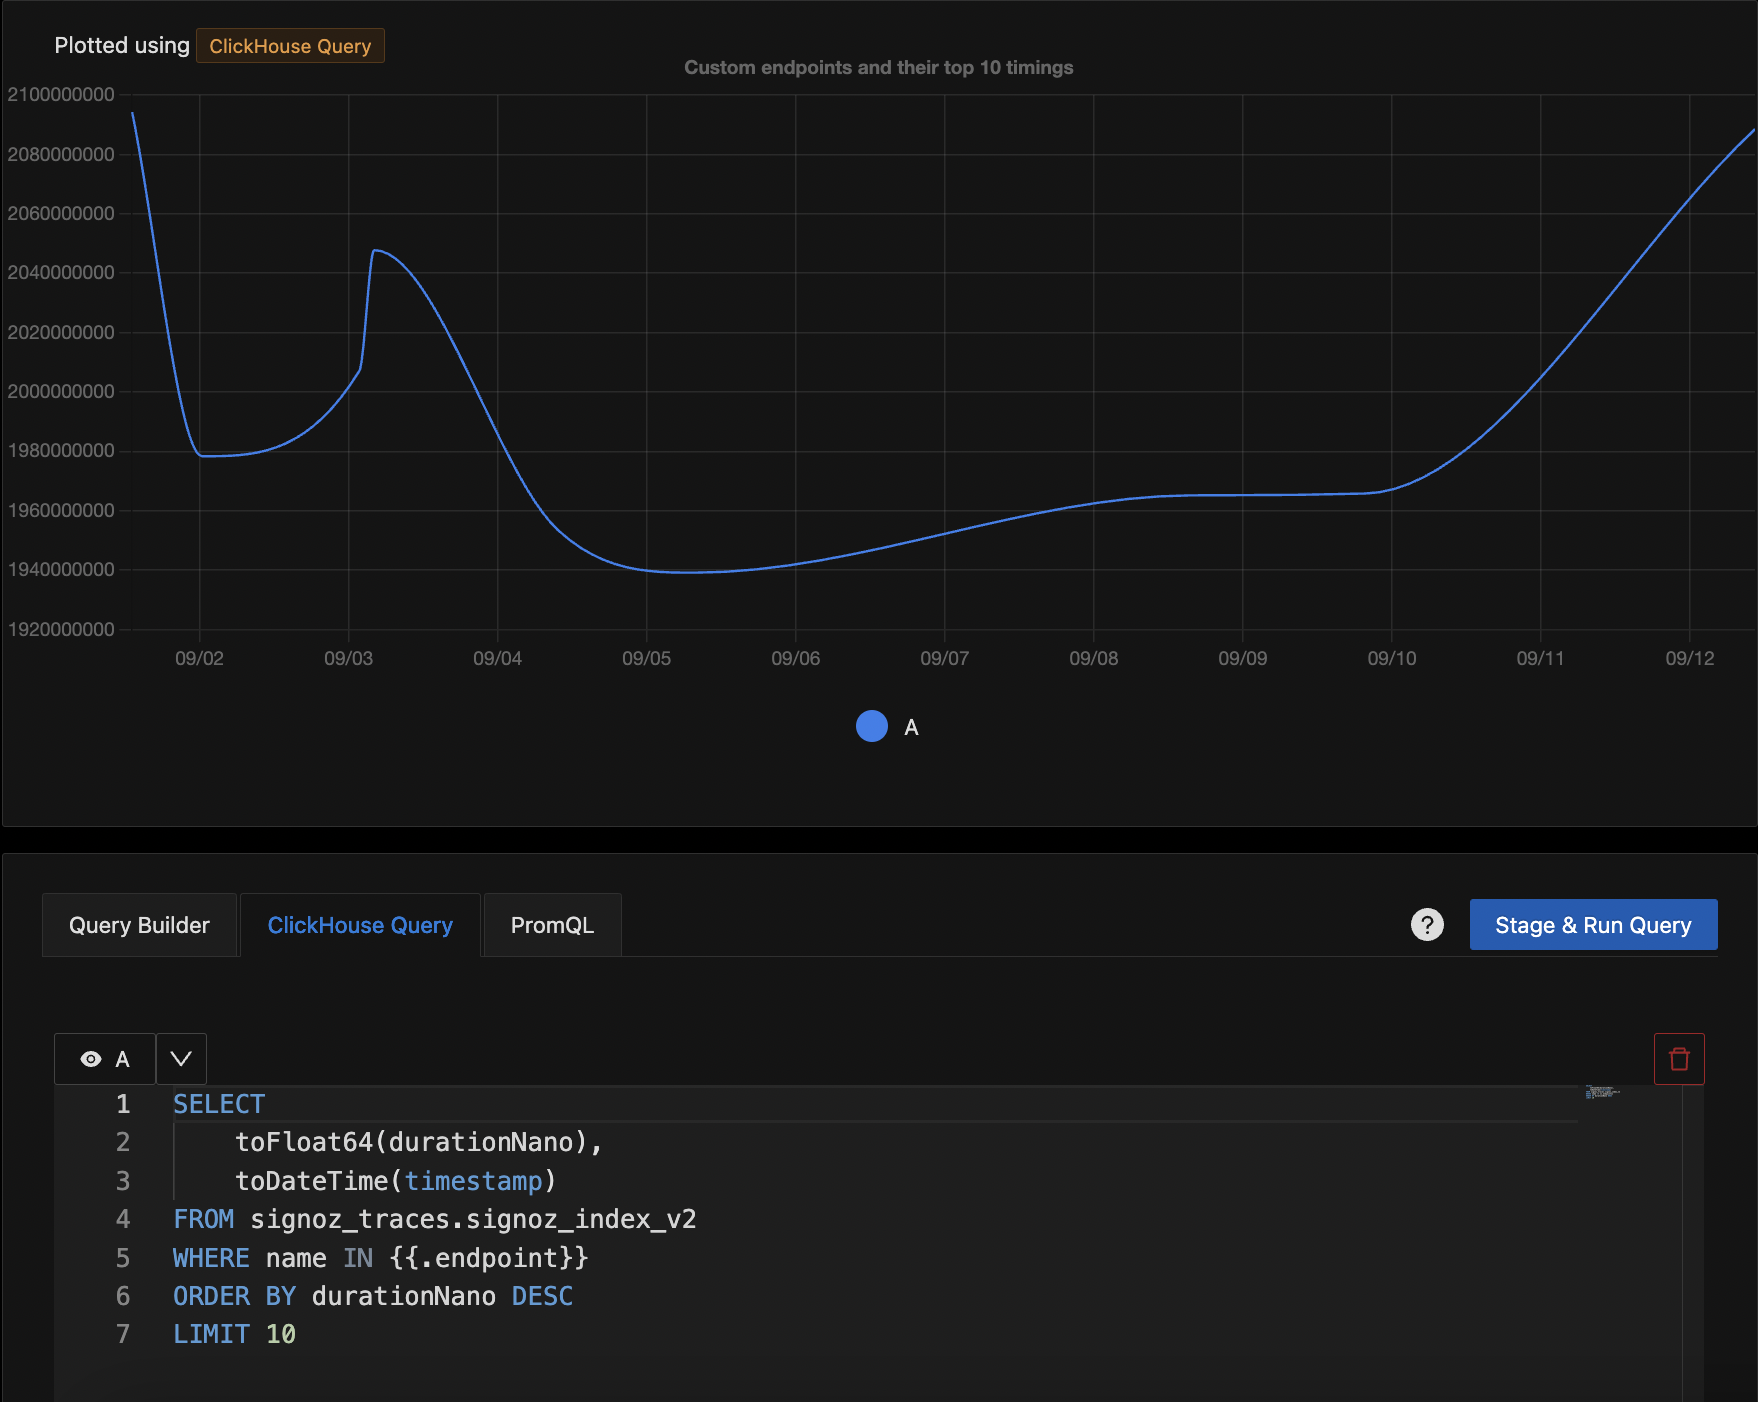 Plotted using ClickHouse Query
Custom endpoints and their top 10 timings
2100000000
2080000000
2060000000
2040000000
2020000000
2000000000
1980000000
1960000000
1940000000
1920000000
09/02 09/03 09/04 09/05 09/06 09/07 09/08 09/09 09/10 09/11 09/12
A
Query Builder ClickHouse Query PromQL ? Stage & Run Query
A
1 SELECT
2 toFloat64(durationNano),
3 toDateTime(timestamp)
4 FROM signoz_traces.signoz_index_v2
5 WHERE name IN {{.endpoint}}
6 ORDER BY durationNano DESC
7 LIMIT 10